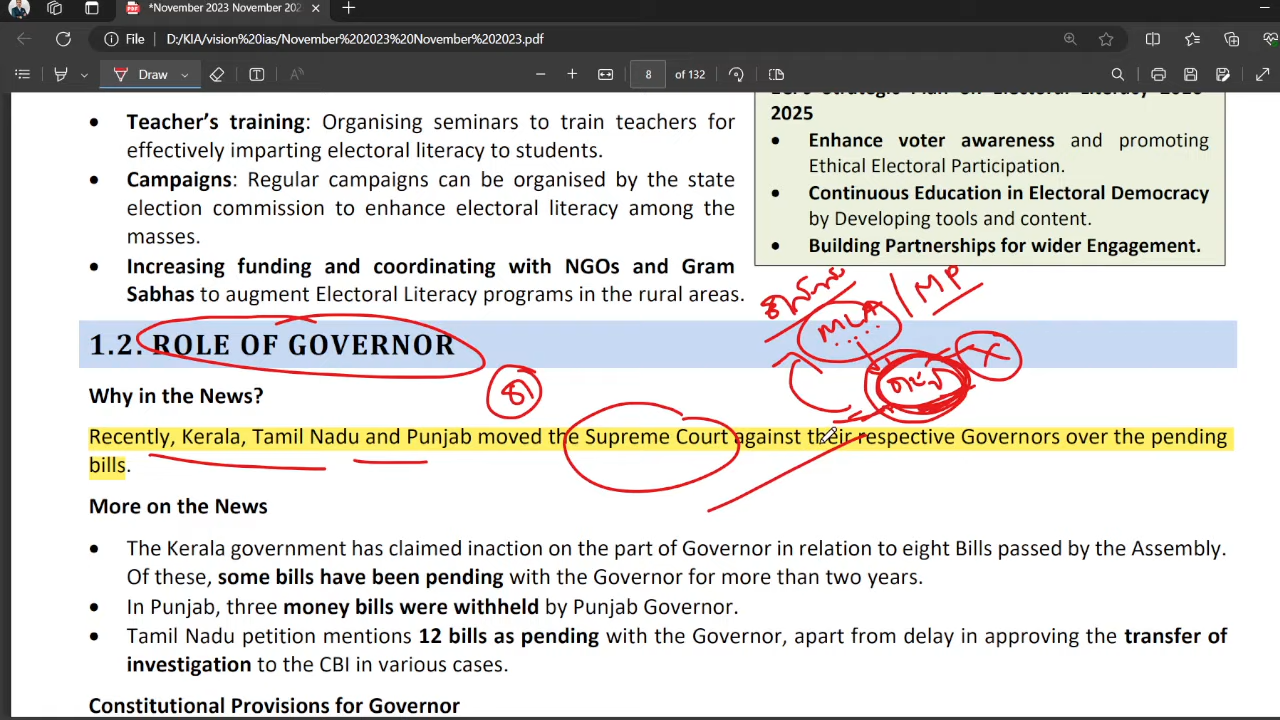 *November 2023 November 202
File D:/KIA/vision%20ias/November%202023%20November%202023.pdf
Draw 8 of 132
2025
• Teacher's training: Organising seminars to train teachers for
effectively imparting electoral literacy to students.
• Campaigns: Regular campaigns can be organised by the state
election commission to enhance electoral literacy among the
masses.
• Increasing funding and coordinating with NGOs and Gram
Sabhas to augment Electoral Literacy programs in the rural areas.
• Enhance voter awareness and promoting
Ethical Electoral Participation.
• Continuous Education in Electoral Democracy
by Developing tools and content.
• Building Partnerships for wider Engagement.
MLA / MP
X
1.2. ROLE OF GOVERNOR
Why in the News?
Recently, Kerala, Tamil Nadu and Punjab moved the Supreme Court against their respective Governors over the pending
bills.
More on the News
• The Kerala government has claimed inaction on the part of Governor in relation to eight Bills passed by the Assembly.
Of these, some bills have been pending with the Governor for more than two years.
• In Punjab, three money bills were withheld by Punjab Governor.
• Tamil Nadu petition mentions 12 bills as pending with the Governor, apart from delay in approving the transfer of
investigation to the CBI in various cases.
Constitutional Provisions for Governor